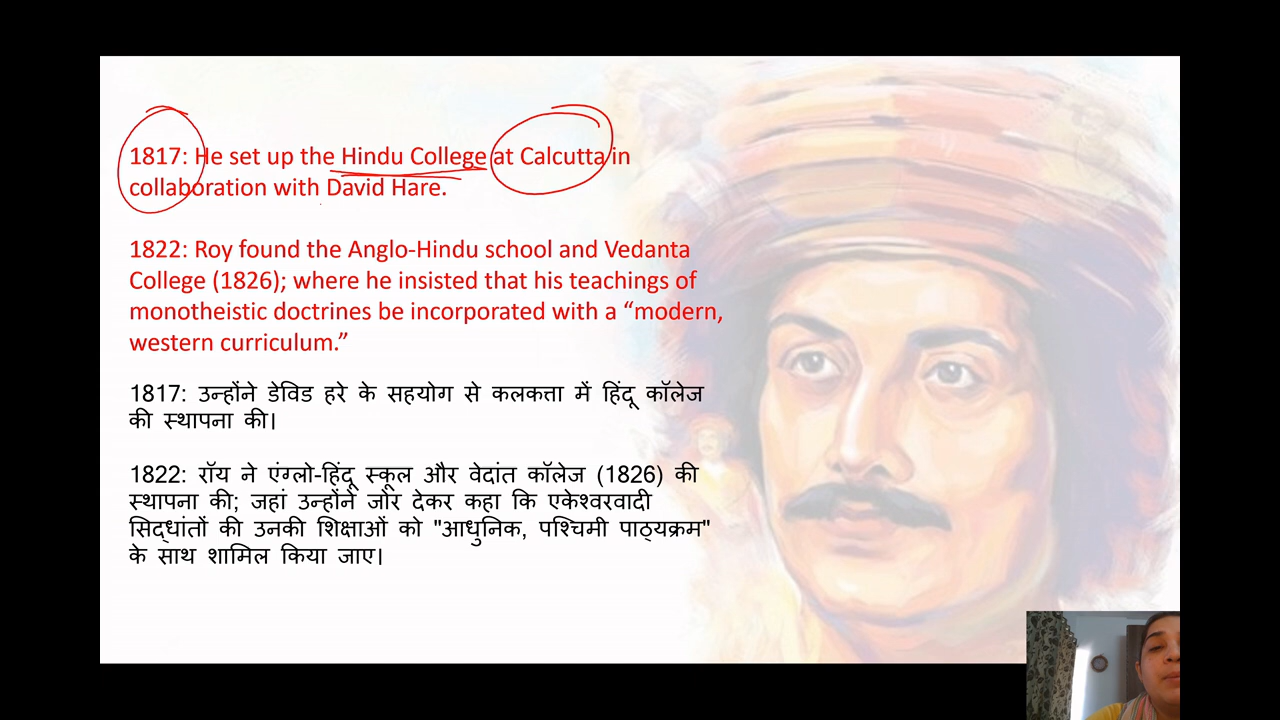 1817: He set up the Hindu College at Calcutta in
collaboration with David Hare.
1822: Roy found the Anglo-Hindu school and Vedanta
College (1826); where he insisted that his teachings of
monotheistic doctrines be incorporated with a “modern,
western curriculum.”
1817: उन्होंने डेविड हरे के सहयोग से कलकत्ता में हिंदू कॉलेज
की स्थापना की।
1822: रॉय ने एंग्लो-हिंदू स्कूल और वेदांत कॉलेज (1826) की
स्थापना की; जहां उन्होंने जोर देकर कहा कि एकेश्वरवादी
सिद्धांतों की उनकी शिक्षाओं को "आधुनिक, पश्चिमी पाठ्यक्रम"
के साथ शामिल किया जाए।